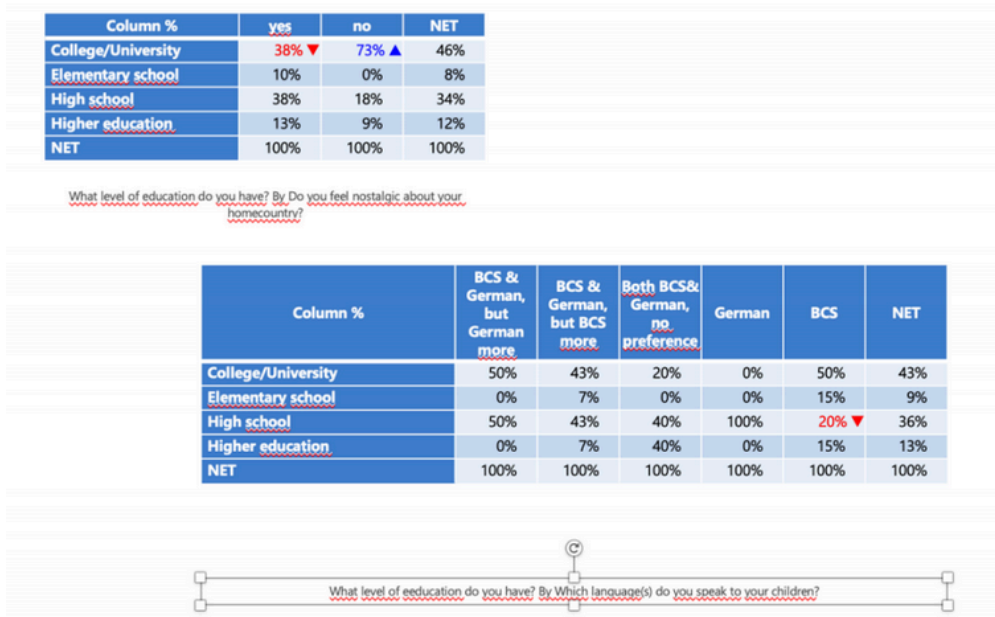 Column % yes no NET
College/University 38% ▼ 73% ▲ 46%
Elementary school 10% 0% 8%
High school 38% 18% 34%
Higher education 13% 9% 12%
NET 100% 100% 100%
What level of education do you have? By Do you feel nostalgic about your
homecountry?
Column % BCS & German, but German more BCS & German, but BCS more Both BCS& German, no preference German BCS NET
College/University 50% 43% 20% 0% 50% 43%
Elementary school 0% 7% 0% 0% 15% 9%
High school 50% 43% 40% 100% 20% ▼ 36%
Higher education 0% 7% 40% 0% 15% 13%
NET 100% 100% 100% 100% 100% 100%
What level of eeducation do you have? By Which language(s) do you speak to your children?